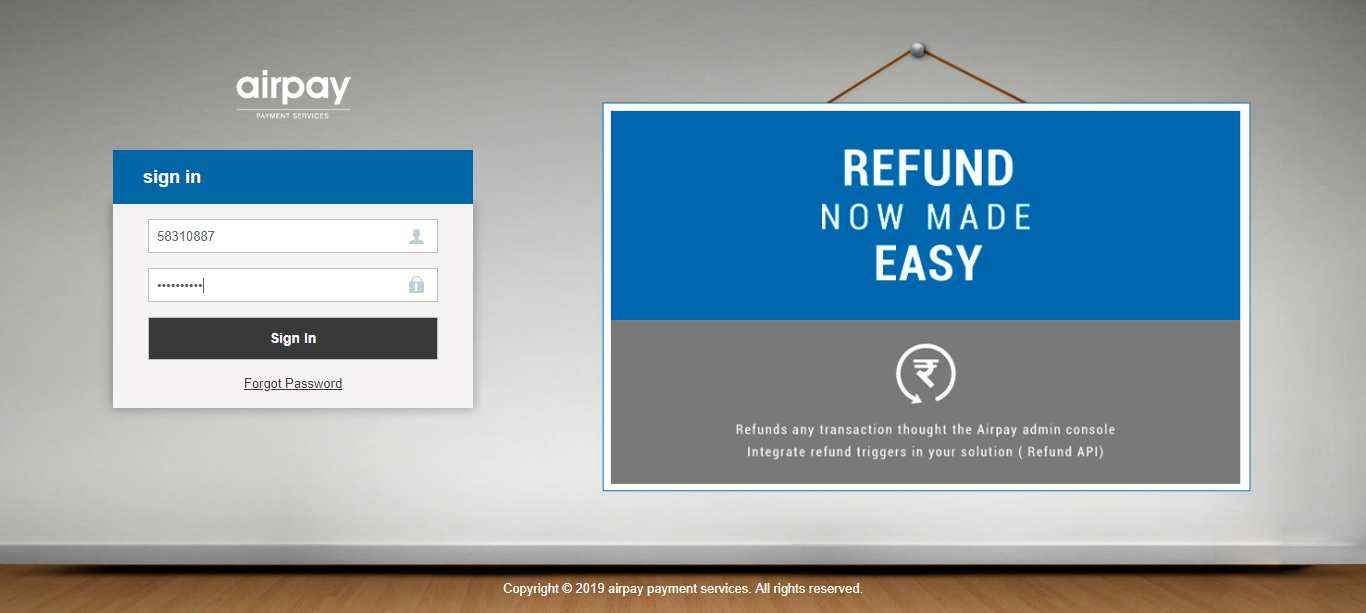 airpay
PAYMENT SERVICES
sign in
58310887
••••••••••
Sign In
Forgot Password
REFUND
NOW MADE
EASY
₹
Refunds any transaction thought the Airpay admin console
Integrate refund triggers in your solution ( Refund API)
Copyright © 2019 airpay payment services. All rights reserved.